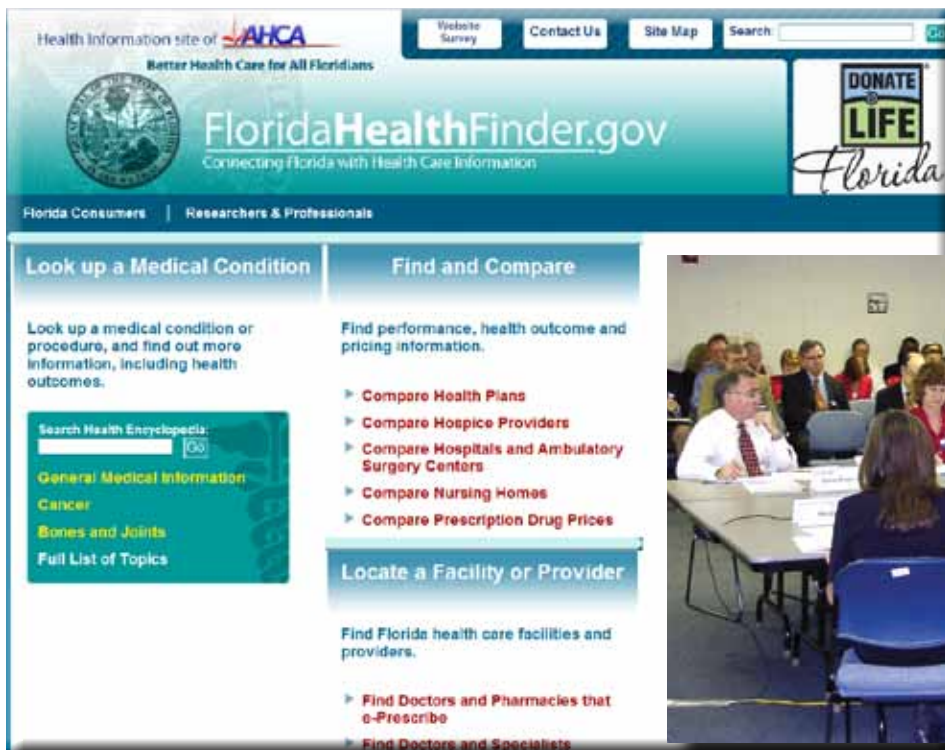 Health Information site of AHCA
Better Health Care for All Floridians
Website
Survey
Contact Us
Site Map
Search:
Go
FloridaHealthFinder.gov
Connecting Florida with Health Care Information
DONATE
LIFE
Florida
Florida Consumers | Researchers & Professionals
Look up a Medical Condition
Look up a medical condition or
procedure, and find out more
information, including health
outcomes.
Search Health Encyclopedia:
Go
General Medical Information
Cancer
Bones and Joints
Full List of Topics
Find and Compare
Find performance, health outcome and
pricing information.
Compare Health Plans
Compare Hospice Providers
Compare Hospitals and Ambulatory
Surgery Centers
Compare Nursing Homes
Compare Prescription Drug Prices
Locate a Facility or Provider
Find Florida health care facilities and
providers.
Find Doctors and Pharmacies that
e-Prescribe
Find Doctors and Specialists